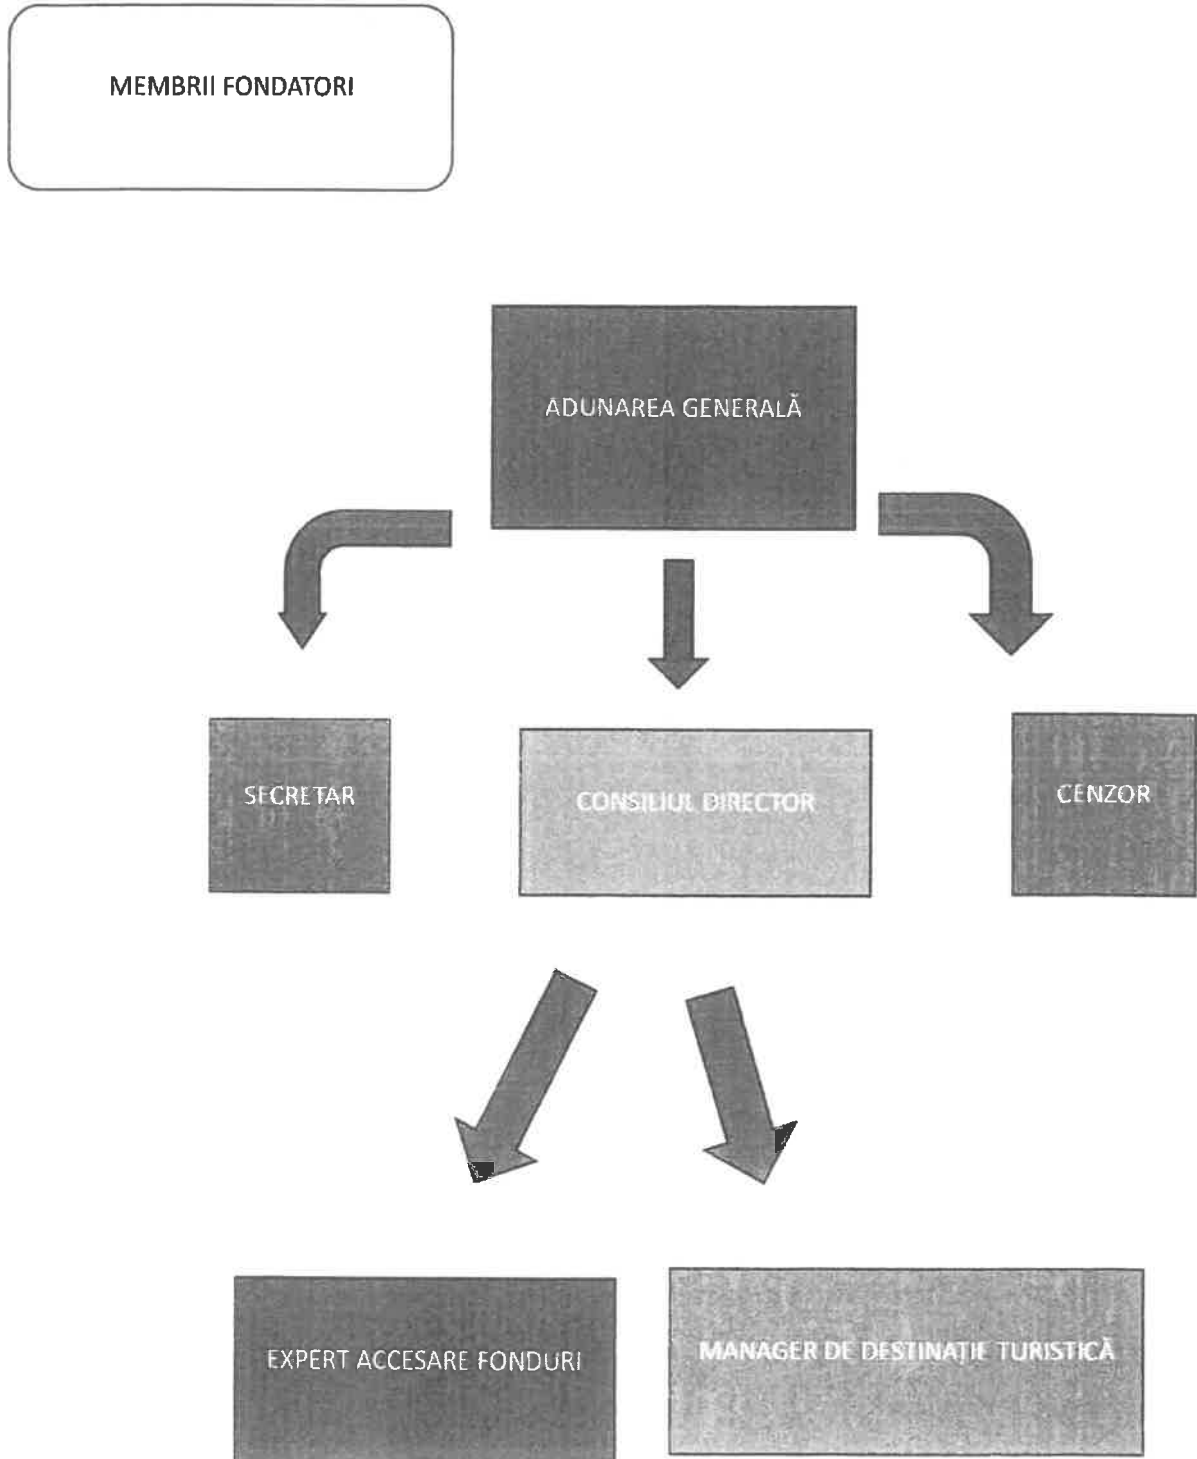 MEMBRII FONDATORI
ADUNAREA GENERALĂ
SECRETAR
CONSILIUL DIRECTOR
CENZOR
EXPERT ACCESARE FONDURI
MANAGER DE DESTINAȚIE TURISTICĂ